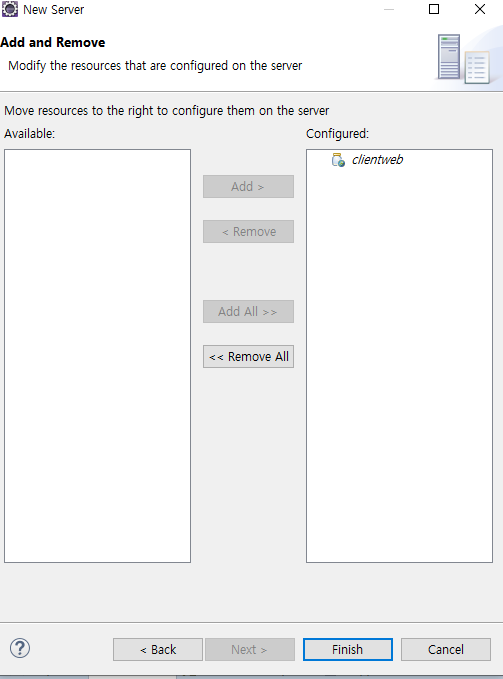 New Server
Add and Remove
Modify the resources that are configured on the server
Move resources to the right to configure them on the server
Available:
Configured:
clientweb
Add >
< Remove
Add All >>
<< Remove All
?
< Back
Next >
Finish
Cancel